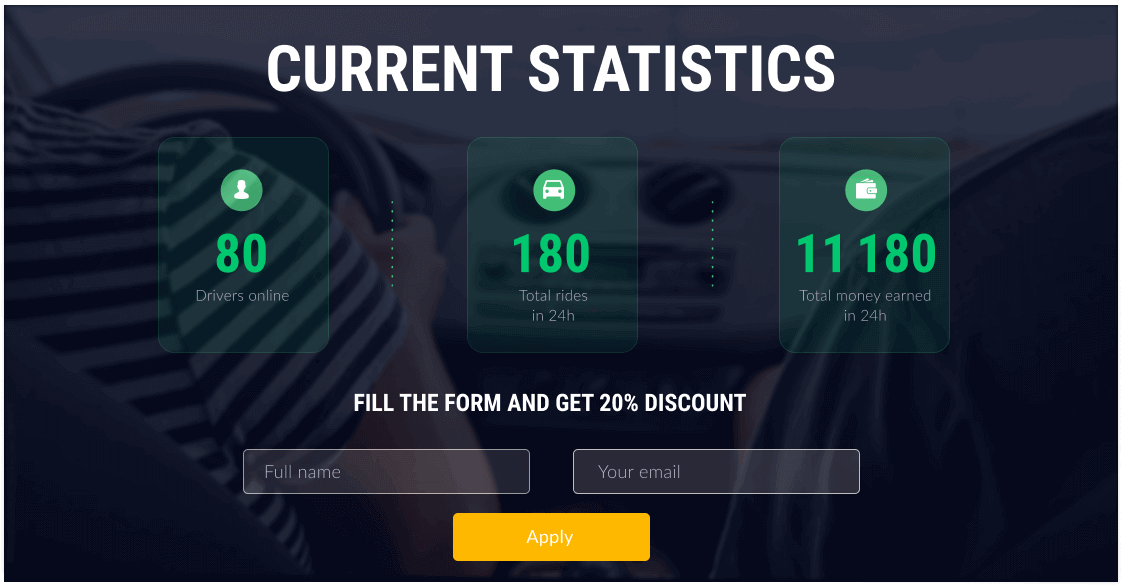 CURRENT STATISTICS
80
Drivers online
180
Total rides
in 24h
11 180
Total money earned
in 24h
FILL THE FORM AND GET 20% DISCOUNT
Full name
Your email
Apply